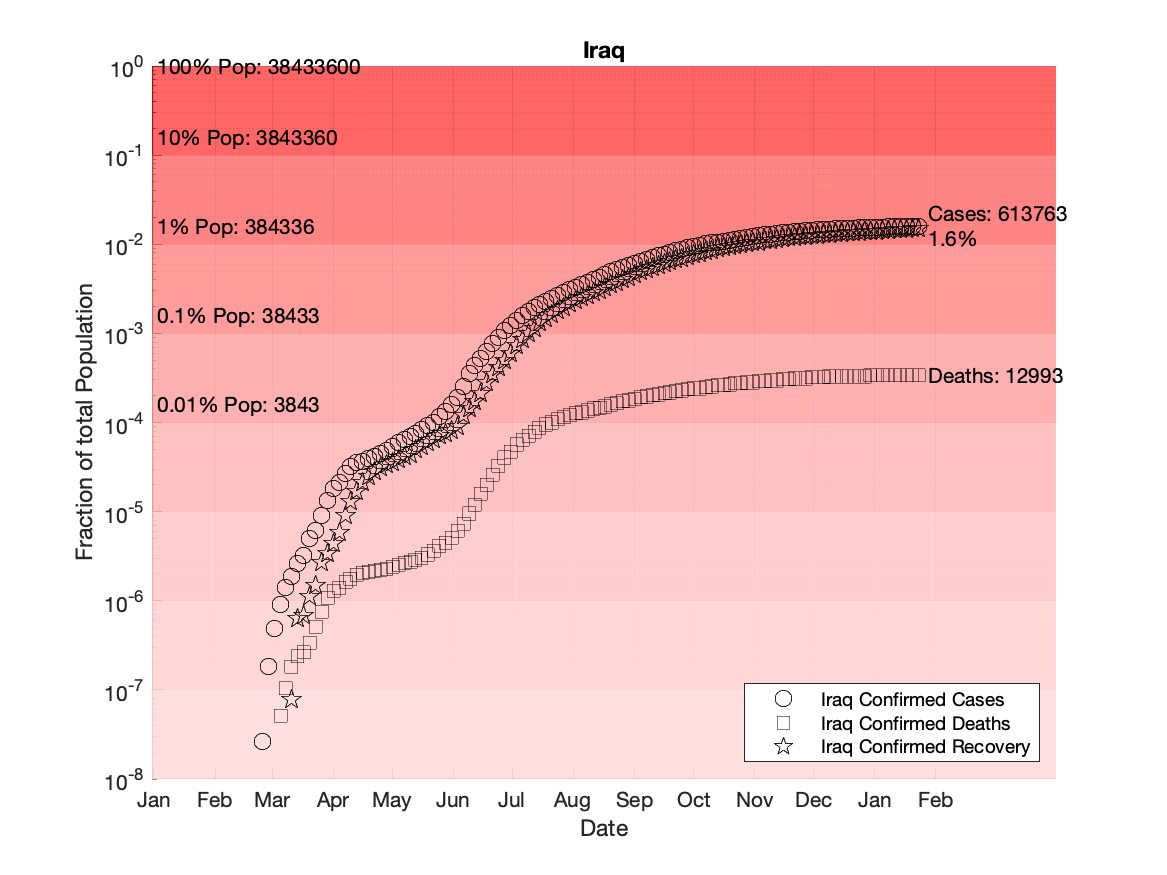 Iraq
10^0
100% Pop: 38433600
10% Pop: 3843360
10^-1
1% Pop: 384336
Cases: 613763
1.6%
10^-2
0.1% Pop: 38433
10^-3
Deaths: 12993
0.01% Pop: 3843
10^-4
10^-5
10^-6
10^-7
10^-8
Fraction of total Population
Iraq Confirmed Cases
Iraq Confirmed Deaths
Iraq Confirmed Recovery
Jan Feb Mar Apr May Jun Jul Aug Sep Oct Nov Dec Jan Feb
Date